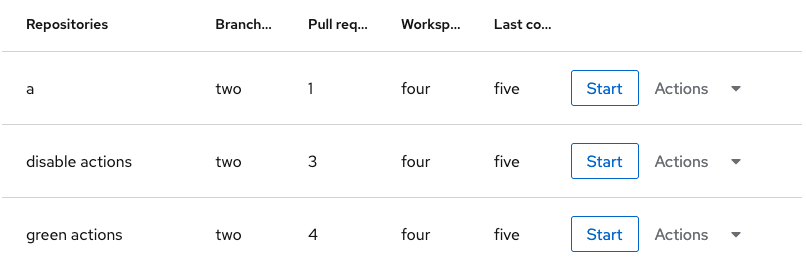 Repositories Branch... Pull req... Worksp... Last co...
a two 1 four five Start Actions
disable actions two 3 four five Start Actions
green actions two 4 four five Start Actions